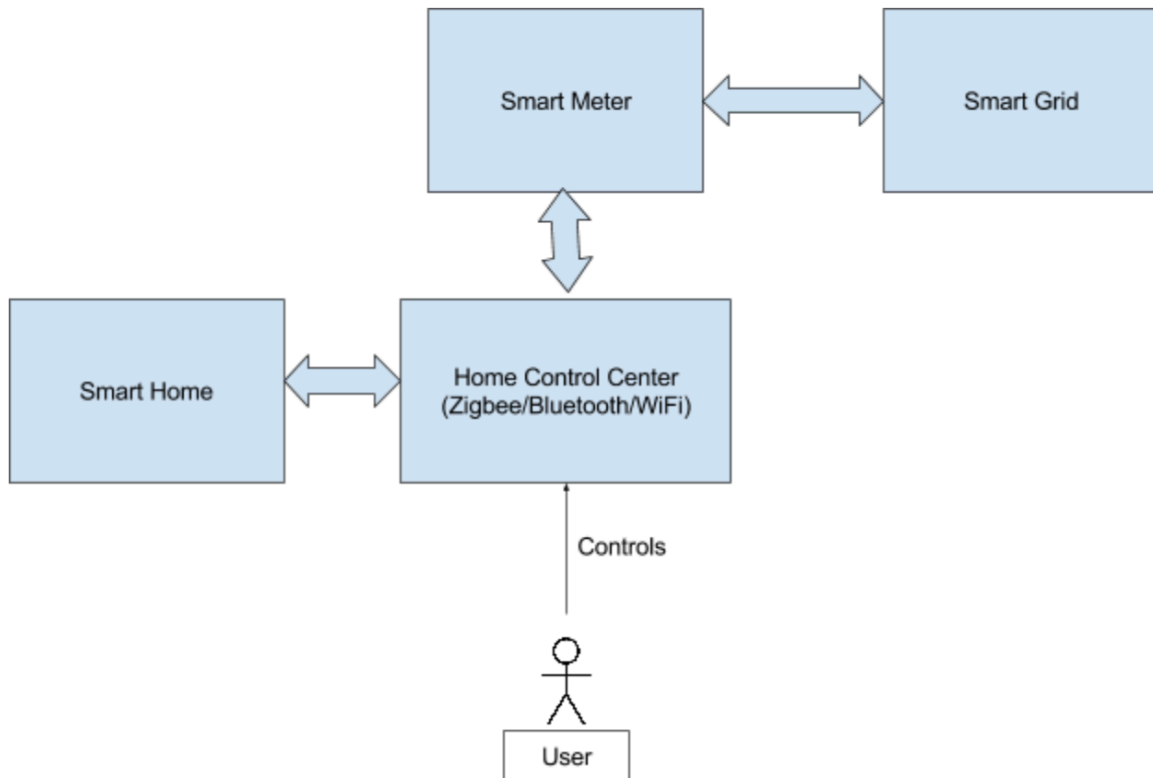 Smart Meter
Smart Grid
Smart Home
Home Control Center
(Zigbee/Bluetooth/WiFi)
Controls
User